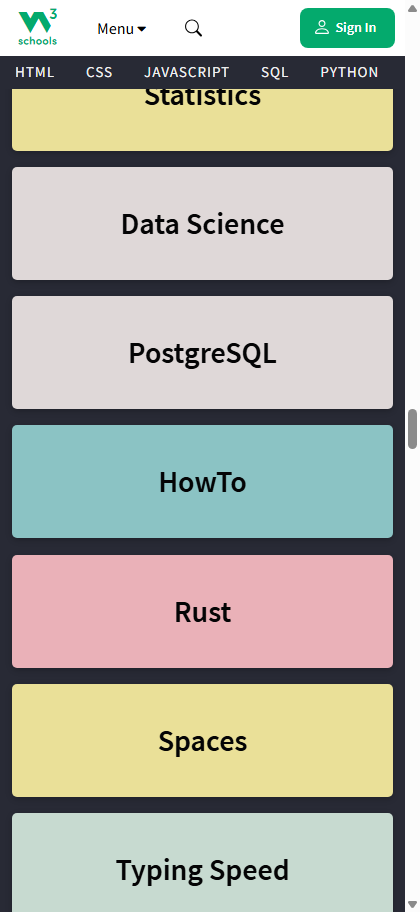 W3
schools
Menu
Sign In
HTML CSS JAVASCRIPT SQL PYTHON
Statistics
Data Science
PostgreSQL
HowTo
Rust
Spaces
Typing Speed